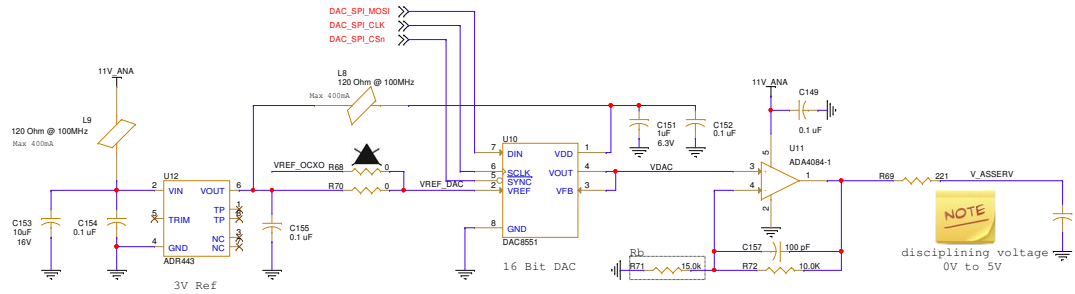 DAC_SPI_MOSI
DAC_SPI_CLK
DAC_SPI_CSn
11V_ANA
L9
120 Ohm @ 100MHz
Max 400mA
L8
120 Ohm @ 100MHz
Max 400mA
C153
10uF
16V
C154
0.1 uF
U12
2 VIN VOUT 6
5 TRIM TP 1
TP 8
NC 3
4 GND NC 7
ADR443
3V Ref
C155
0.1 uF
VREF_OCXO
R68 0
R70 0
VREF_DAC
U10
7 DIN VDD 1
6 SCLK VOUT 4
5 SYNC
2 VREF VFB 3
8 GND
DAC8551
16 Bit DAC
C151
1uF
6.3V
C152
0.1 uF
VDAC
11V_ANA
C149
0.1 uF
U11
ADA4084-1
5
3
4
1
2
+
-
Rb
R71 15.0k
C157 100 pF
R72 10.0K
R69 221
V_ASSERV
NOTE
disciplining voltage
0V to 5V